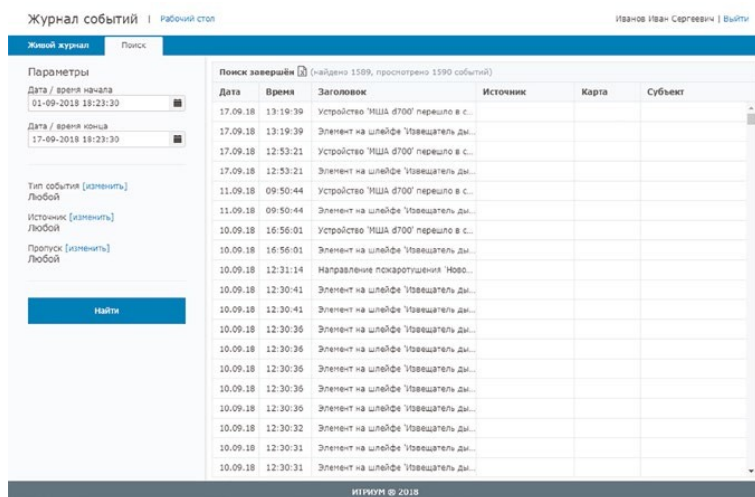 Журнал событий | Рабочий стол
Иванов Иван Сергеевич | Выйти
Живой журнал Поиск
Параметры
Дата / время начала
01-09-2018 18:23:30
Дата / время конца
17-09-2018 18:23:30
Тип события [изменить]
Любой
Источник [изменить]
Любой
Пропуск [изменить]
Любой
Найти
Поиск завершён (найдено 1589, просмотрено 1590 событий)
Дата Время Заголовок Источник Карта Субъект
17.09.18 13:19:39 Устройство 'МША d700' перешло в с...
17.09.18 13:19:39 Элемент на шлейфе 'Извещатель ды...
17.09.18 12:53:21 Устройство 'МША d700' перешло в с...
17.09.18 12:53:21 Элемент на шлейфе 'Извещатель ды...
11.09.18 09:50:44 Устройство 'МША d700' перешло в с...
11.09.18 09:50:44 Элемент на шлейфе 'Извещатель ды...
10.09.18 16:56:01 Устройство 'МША d700' перешло в с...
10.09.18 16:56:01 Элемент на шлейфе 'Извещатель ды...
10.09.18 12:31:14 Направление пожаротушения 'Ново...
10.09.18 12:30:41 Элемент на шлейфе 'Извещатель ды...
10.09.18 12:30:41 Элемент на шлейфе 'Извещатель ды...
10.09.18 12:30:36 Элемент на шлейфе 'Извещатель ды...
10.09.18 12:30:36 Элемент на шлейфе 'Извещатель ды...
10.09.18 12:30:36 Элемент на шлейфе 'Извещатель ды...
10.09.18 12:30:36 Элемент на шлейфе 'Извещатель ды...
10.09.18 12:30:36 Элемент на шлейфе 'Извещатель ды...
10.09.18 12:30:32 Элемент на шлейфе 'Извещатель ды...
10.09.18 12:30:31 Элемент на шлейфе 'Извещатель ды...
10.09.18 12:30:31 Элемент на шлейфе 'Извещатель ды...
ИТРИУМ © 2018